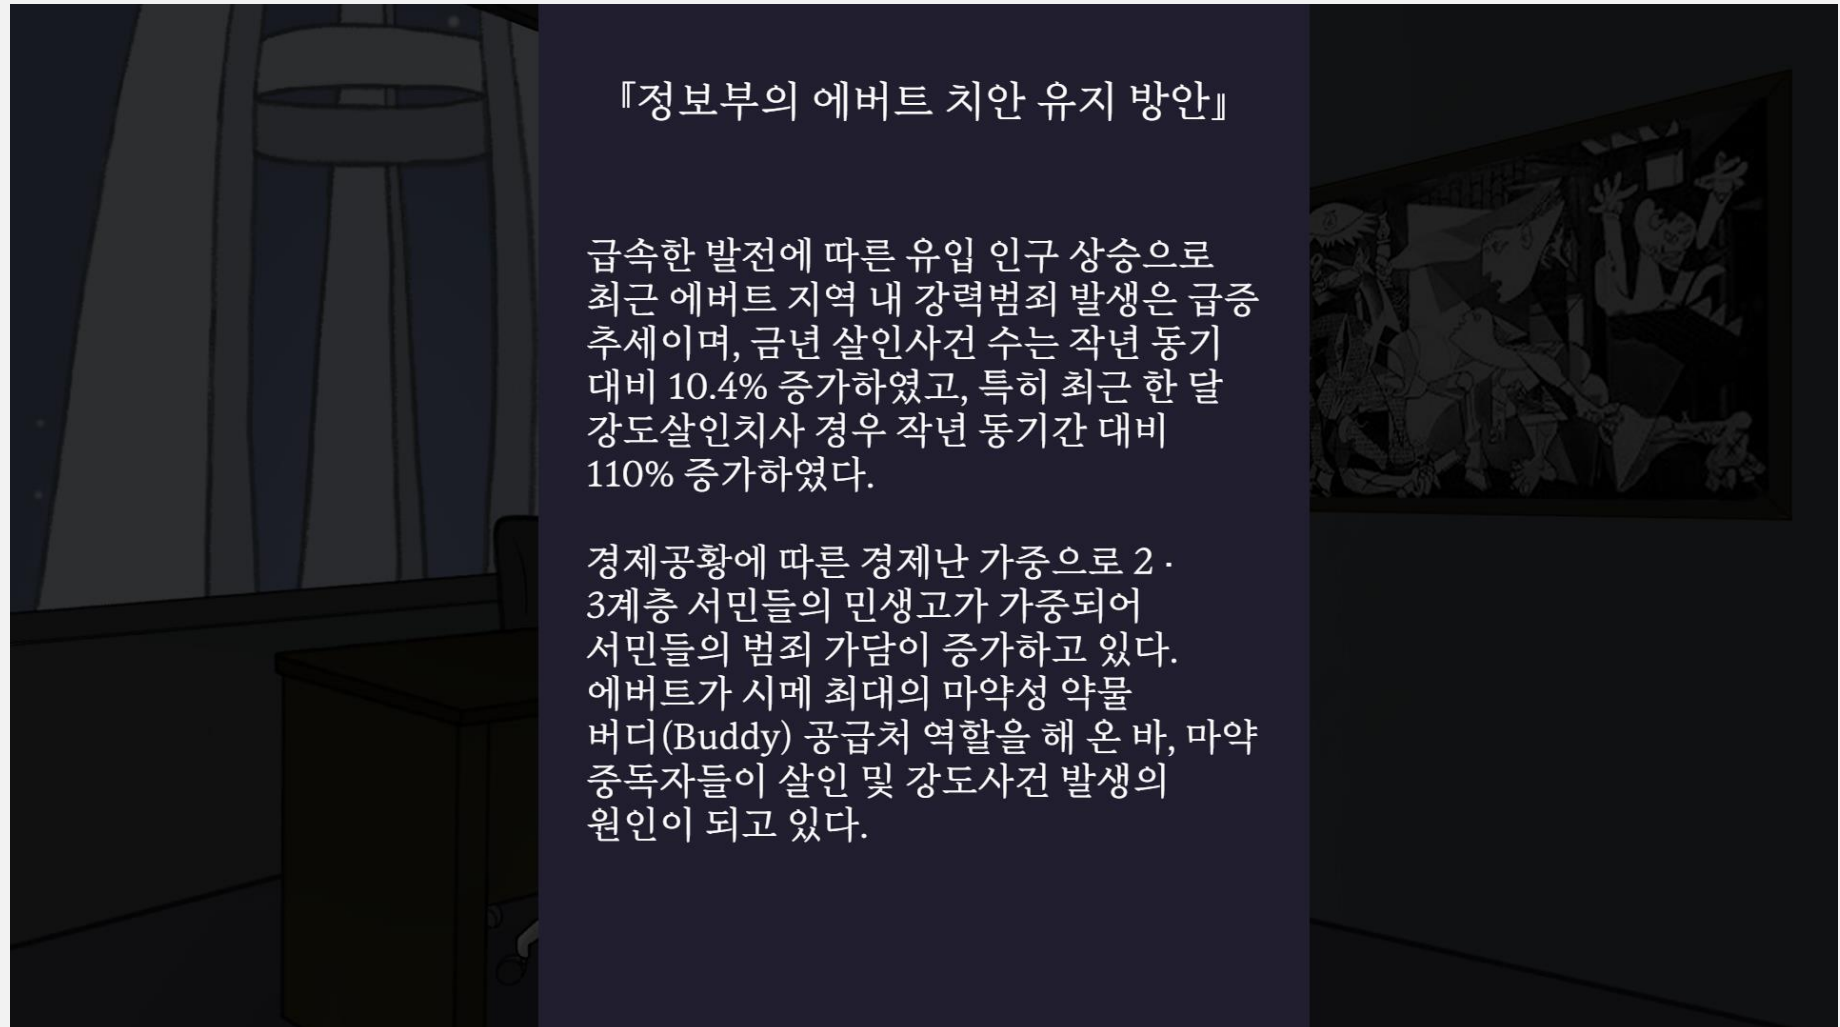 『정보부의 에버트 치안 유지 방안』
급속한 발전에 따른 유입 인구 상승으로
최근 에버트 지역 내 강력범죄 발생은 급증
추세이며, 금년 살인사건 수는 작년 동기
대비 10.4% 증가하였고, 특히 최근 한 달
강도살인치사 경우 작년 동기간 대비
110% 증가하였다.
경제공황에 따른 경제난 가중으로 2 ·
3계층 서민들의 민생고가 가중되어
서민들의 범죄 가담이 증가하고 있다.
에버트가 시메 최대의 마약성 약물
버디(Buddy) 공급처 역할을 해 온 바, 마약
중독자들이 살인 및 강도사건 발생의
원인이 되고 있다.